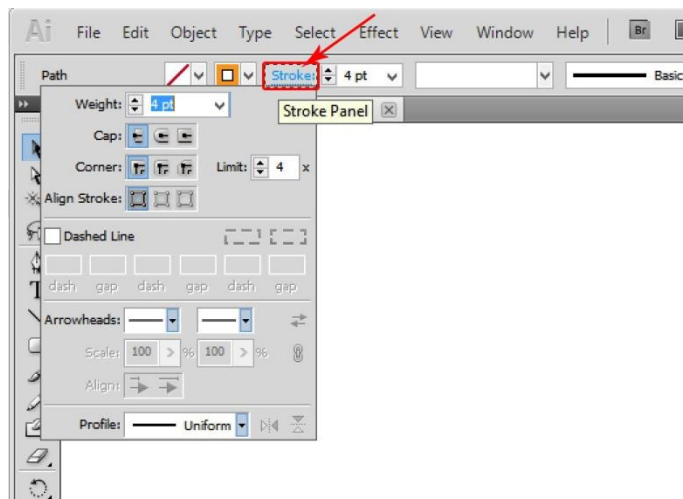 Ai File Edit Object Type Select Effect View Window Help Br
Path Stroke: 4 pt Basic
Stroke Panel
Weight: 4 pt
Cap:
Corner: Limit: 4 x
Align Stroke:
Dashed Line
dash gap dash gap dash gap
Arrowheads:
Scale: 100 % 100 %
Align:
Profile: Uniform
T